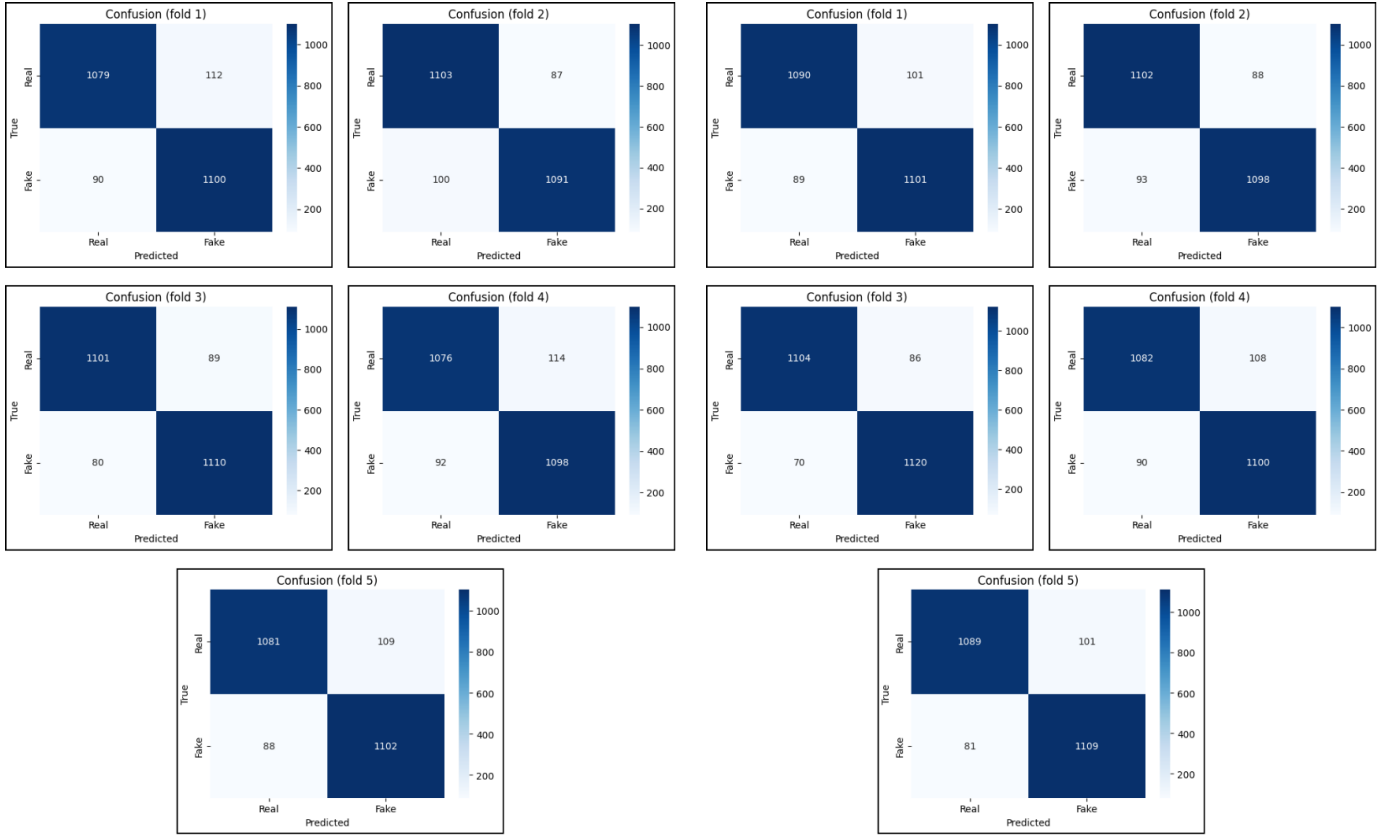 Confusion (fold 1)
1000
800
600
400
200
Real
Fake
True
1079 112
90 1100
Real Fake
Predicted
Confusion (fold 2)
1000
800
600
400
200
Real
Fake
True
1103 87
100 1091
Real Fake
Predicted
Confusion (fold 1)
1000
800
600
400
200
Real
Fake
True
1090 101
89 1101
Real Fake
Predicted
Confusion (fold 2)
1000
800
600
400
200
Real
Fake
True
1102 88
93 1098
Real Fake
Predicted
Confusion (fold 3)
1000
800
600
400
200
Real
Fake
True
1101 89
80 1110
Real Fake
Predicted
Confusion (fold 4)
1000
800
600
400
200
Real
Fake
True
1076 114
92 1098
Real Fake
Predicted
Confusion (fold 3)
1000
800
600
400
200
Real
Fake
True
1104 86
70 1120
Real Fake
Predicted
Confusion (fold 4)
1000
800
600
400
200
Real
Fake
True
1082 108
90 1100
Real Fake
Predicted
Confusion (fold 5)
1000
800
600
400
200
Real
Fake
True
1081 109
88 1102
Real Fake
Predicted
Confusion (fold 5)
1000
800
600
400
200
Real
Fake
True
1089 101
81 1109
Real Fake
Predicted